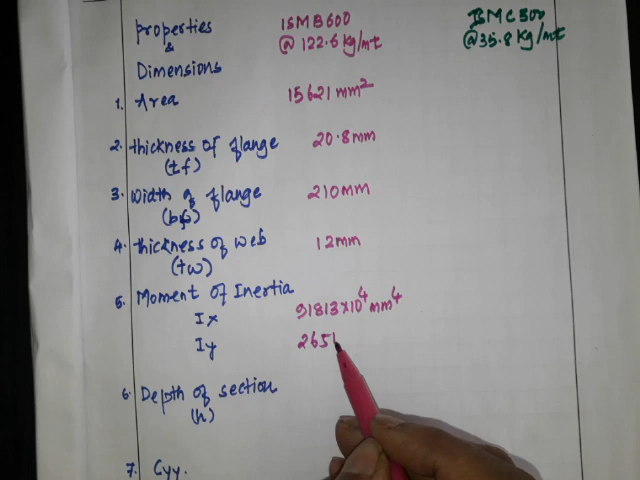 Properties ISMB600 ISMC300
& @ 122.6 kg/mt @35.8 kg/mt
Dimensions
1. Area 15621 mm²
2. thickness of flange 20.8mm
(tf)
3. Width of flange 210mm
(bf)
4. thickness of web 12mm
(tw)
5. Moment of Inertia
Ix 91813x10⁴ mm⁴
Iy 2651
6. Depth of section
(h)
7. Cyy.